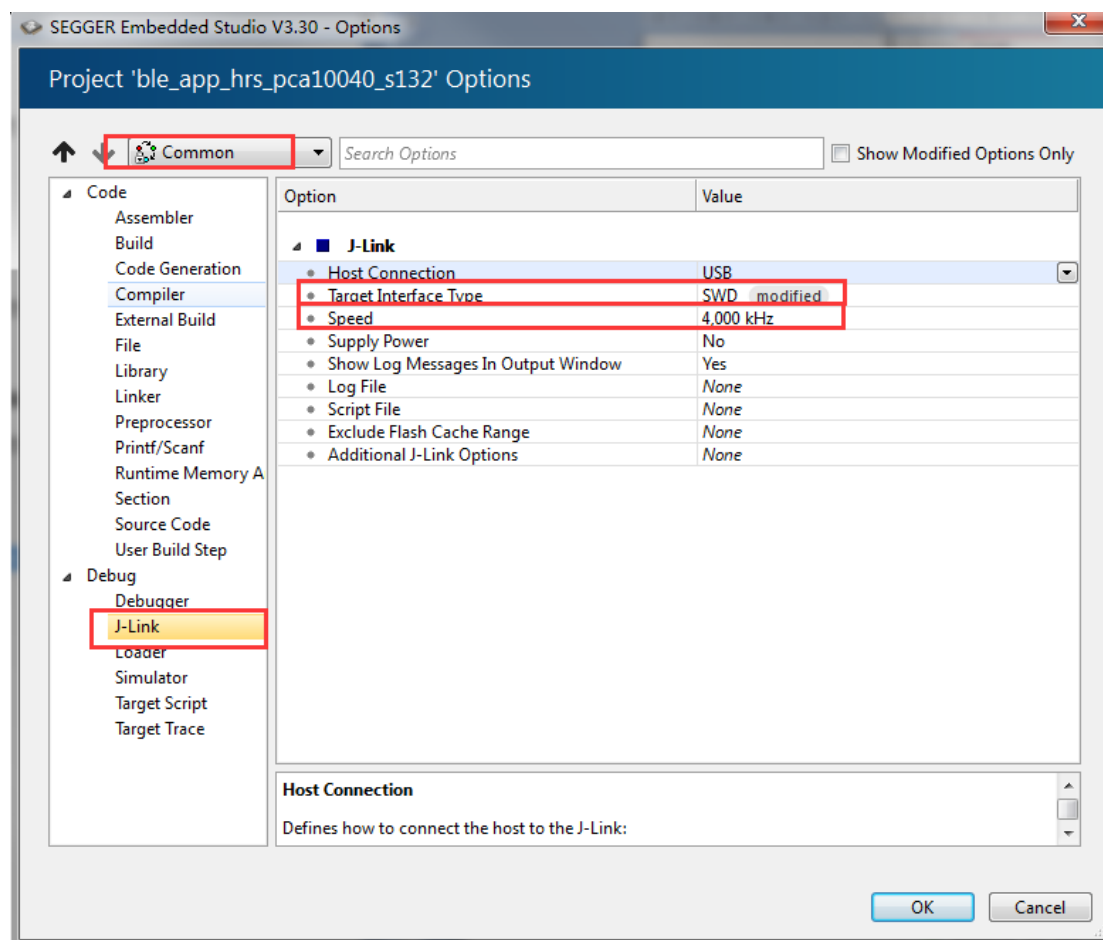 SEGGER Embedded Studio V3.30 - Options
Project 'ble_app_hrs_pca10040_s132' Options
Common
Search Options
Show Modified Options Only
Code
Assembler
Build
Code Generation
Compiler
External Build
File
Library
Linker
Preprocessor
Printf/Scanf
Runtime Memory A
Section
Source Code
User Build Step
Debug
Debugger
J-Link
Loader
Simulator
Target Script
Target Trace
Option Value
J-Link
Host Connection USB
Target Interface Type SWD modified
Speed 4,000 kHz
Supply Power No
Show Log Messages In Output Window Yes
Log File None
Script File None
Exclude Flash Cache Range None
Additional J-Link Options None
Host Connection
Defines how to connect the host to the J-Link:
OK Cancel